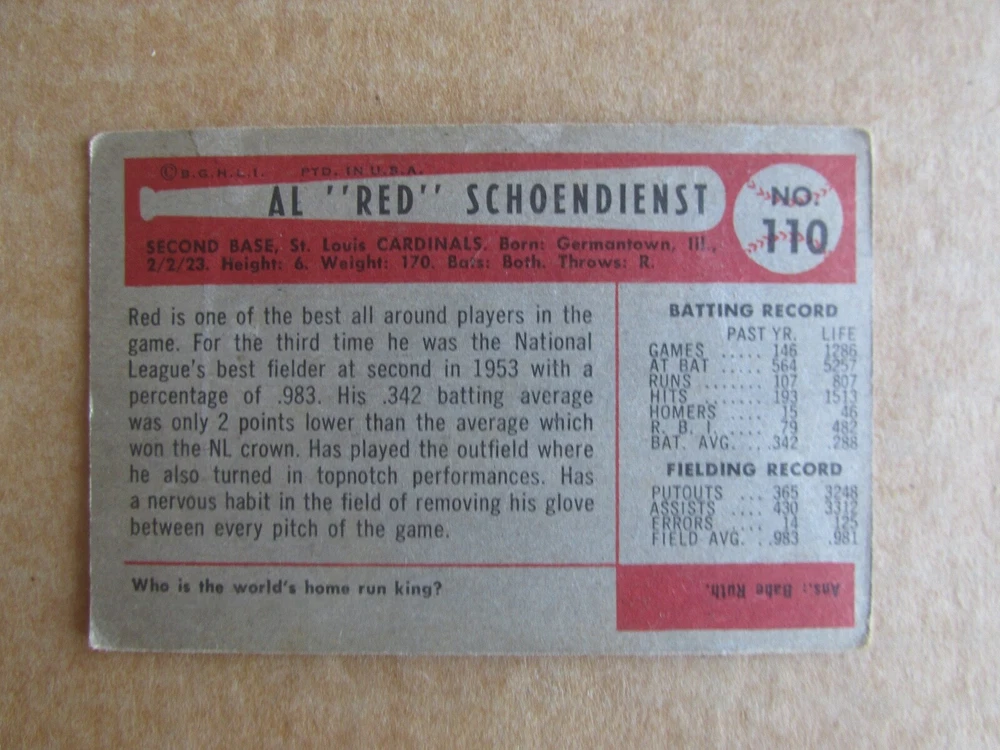 ©B.G.H.L.I. PTD. IN U.S.A.
AL "RED" SCHOENDIENST
NO.
110
SECOND BASE, St. Louis CARDINALS. Born: Germantown, Ill.,
2/2/23. Height: 6. Weight: 170. Bats: Both. Throws: R.
Red is one of the best all around players in the
game. For the third time he was the National
League's best fielder at second in 1953 with a
percentage of .983. His .342 batting average
was only 2 points lower than the average which
won the NL crown. Has played the outfield where
he also turned in topnotch performances. Has
a nervous habit in the field of removing his glove
between every pitch of the game.
BATTING RECORD
PAST YR. LIFE
GAMES ..... 146 1286
AT BAT ..... 564 5257
RUNS ....... 107 807
HITS ....... 193 1513
HOMERS .... 15 46
R. B. I. .... 79 482
BAT. AVG. ...342 .288
FIELDING RECORD
PUTOUTS ... 365 3248
ASSISTS .... 430 3312
ERRORS ..... 14 125
FIELD AVG. . .983 .981
Who is the world's home run king?
Ans.: Babe Ruth.